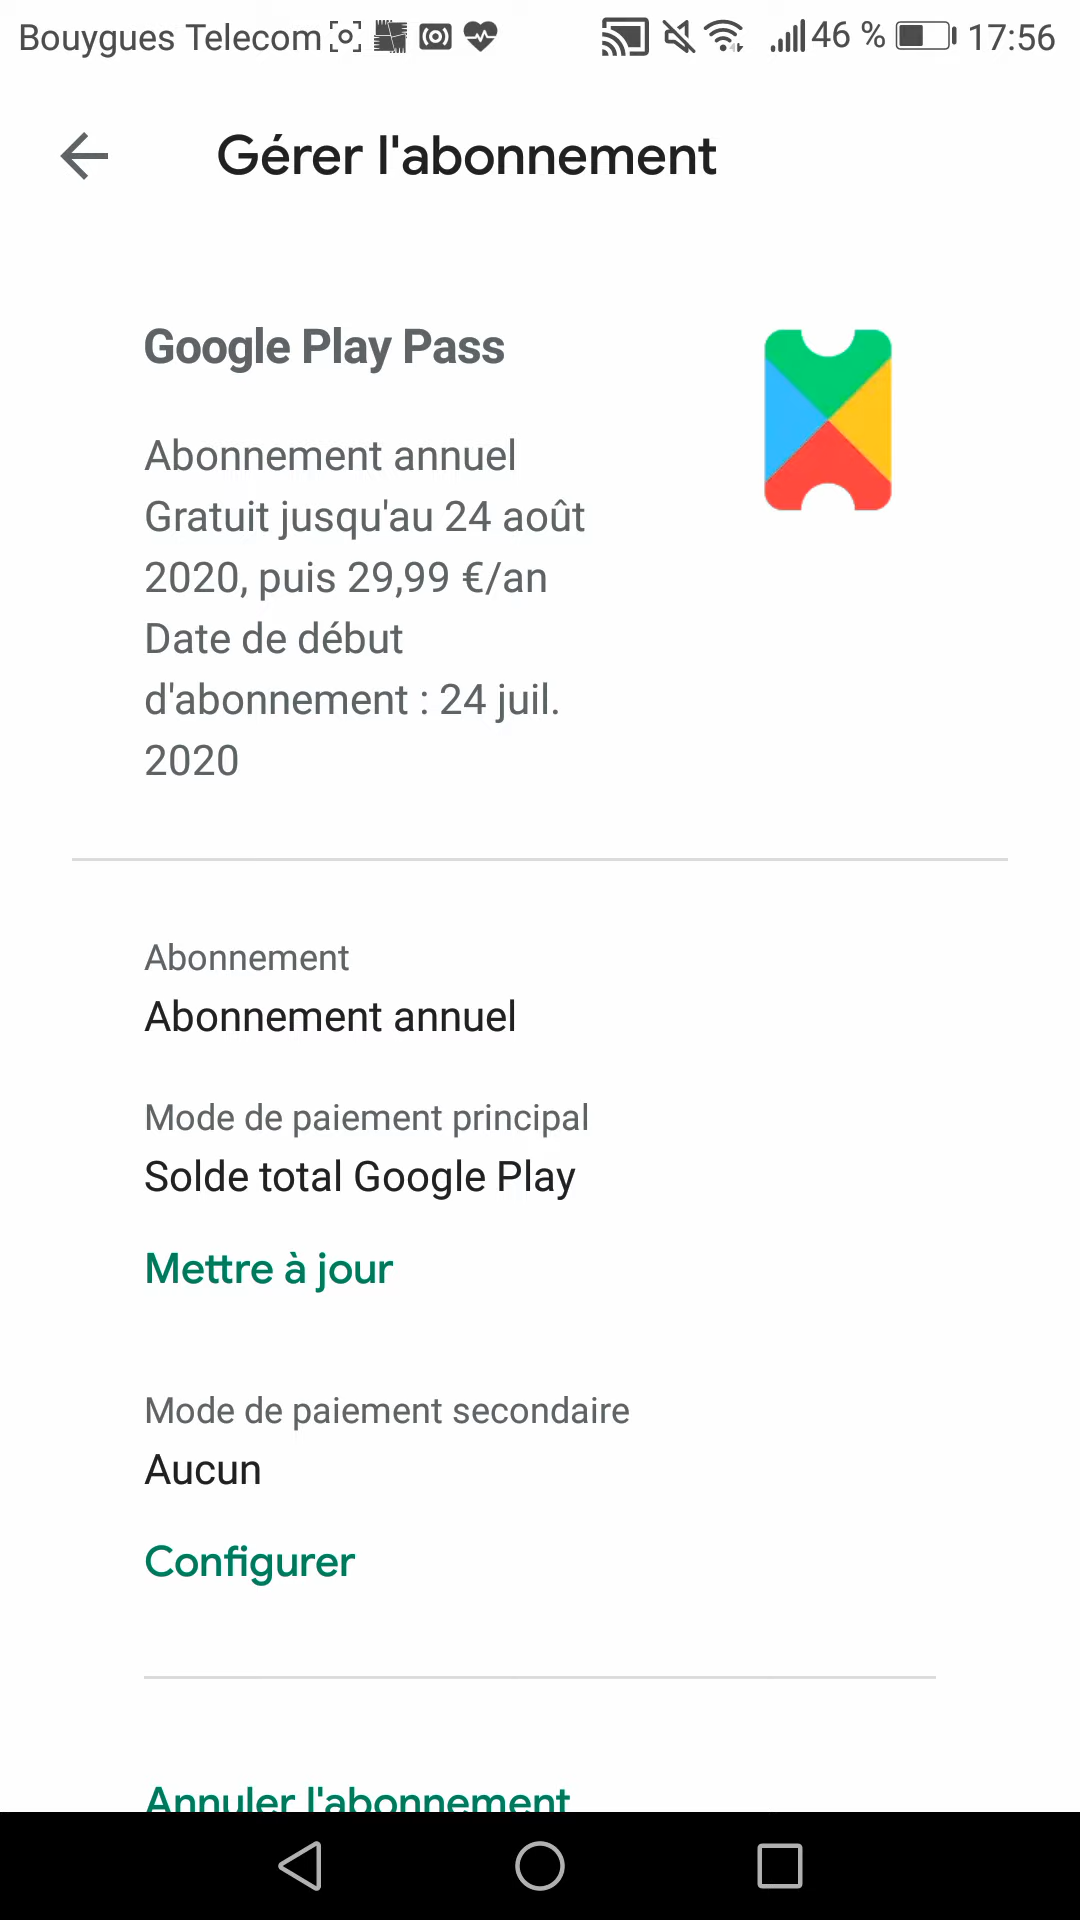 Bouygues Telecom 46 % 17:56
Gérer l'abonnement
Google Play Pass
Abonnement annuel
Gratuit jusqu'au 24 août
2020, puis 29,99 €/an
Date de début
d'abonnement : 24 juil.
2020
Abonnement
Abonnement annuel
Mode de paiement principal
Solde total Google Play
Mettre à jour
Mode de paiement secondaire
Aucun
Configurer
Annuler l'abonnement